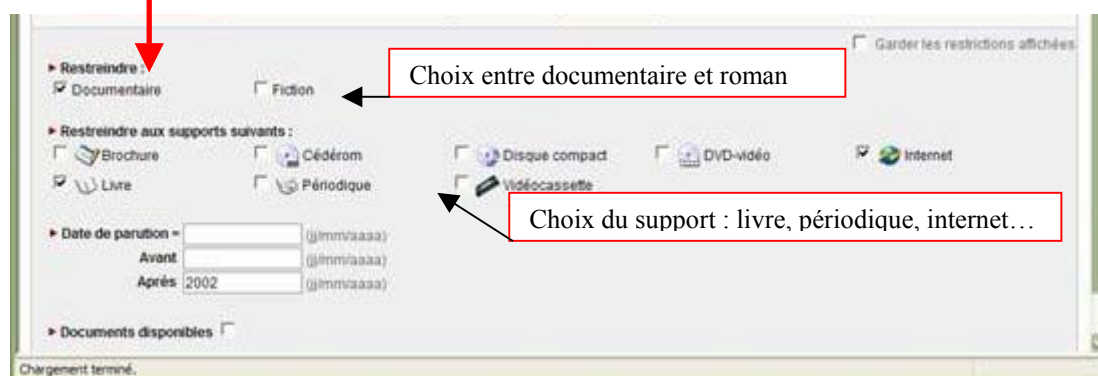 Garder les restrictions affichées
Restreindre :
Documentaire Fiction
Choix entre documentaire et roman
Restreindre aux supports suivants :
Brochure Cédérom Disque compact DVD-vidéo Internet
Livre Périodique Vidéocassette
Choix du support : livre, périodique, internet…
Date de parution = (jj/mm/aaaa)
Avant (jj/mm/aaaa)
Après 2002 (jj/mm/aaaa)
Documents disponibles
Chargement terminé.